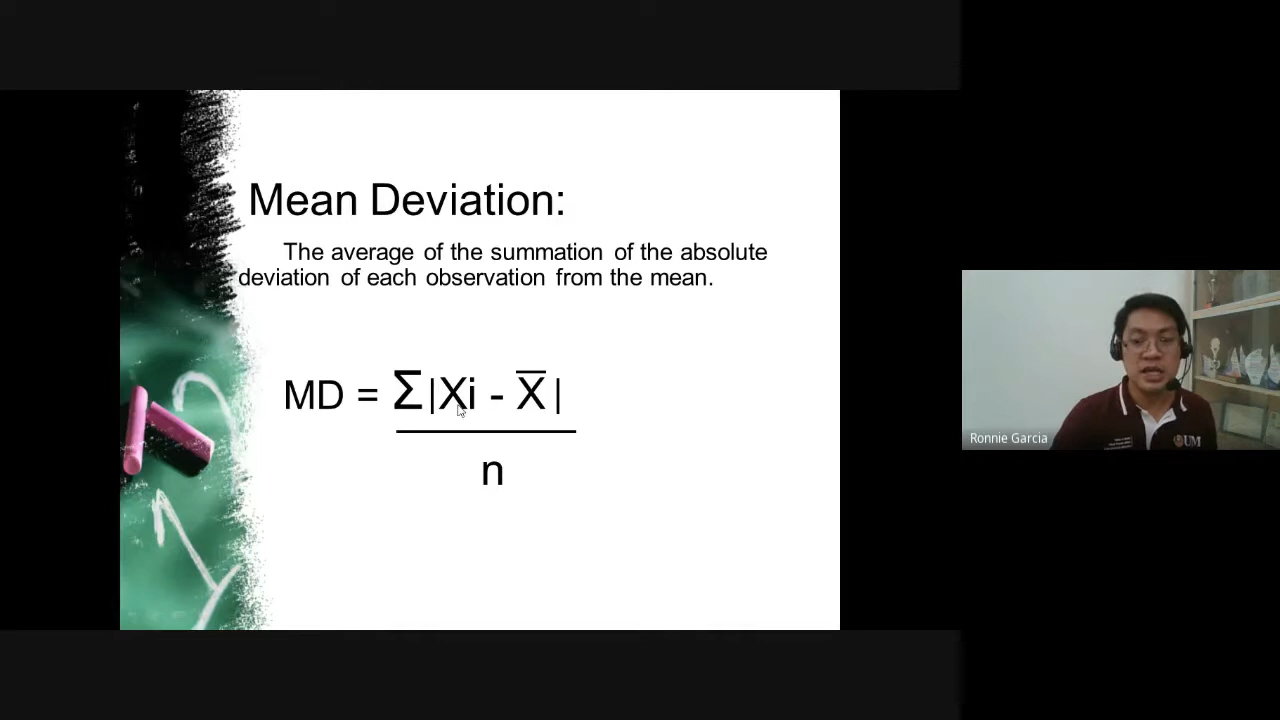 Mean Deviation:
The average of the summation of the absolute
deviation of each observation from the mean.
MD = Σ|Xi - X̅|
n
Ronnie Garcia
UM